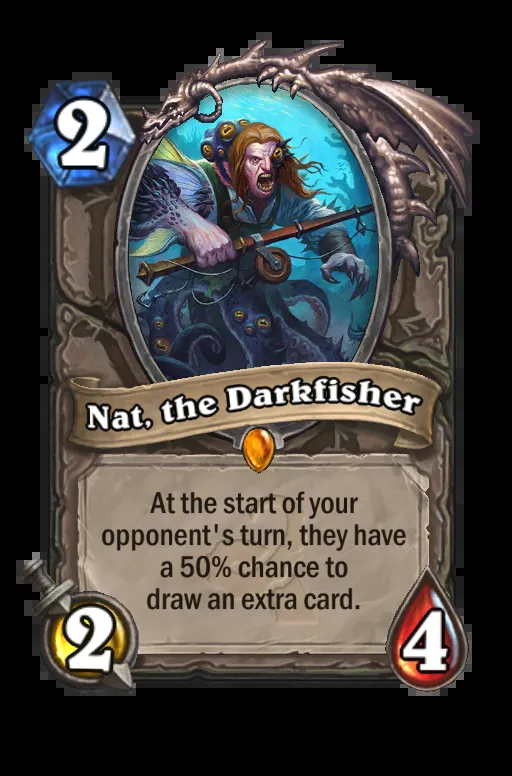 2
Nat, the Darkfisher
At the start of your
opponent's turn, they have
a 50% chance to
draw an extra card.
2
4